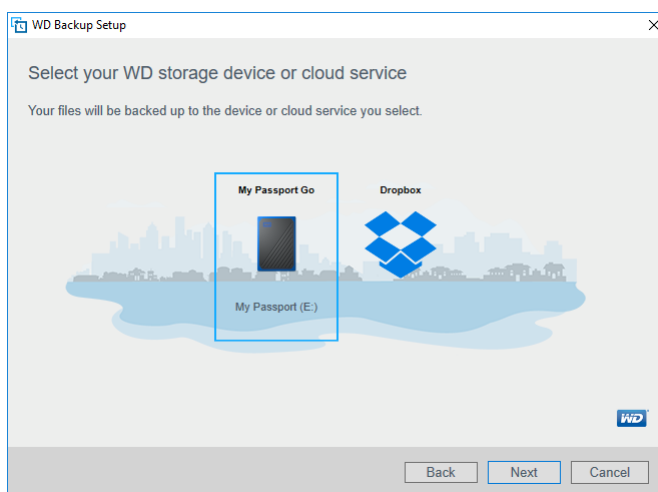 WD Backup Setup
Select your WD storage device or cloud service
Your files will be backed up to the device or cloud service you select.
My Passport Go
Dropbox
My Passport (E:)
WD
Back
Next
Cancel